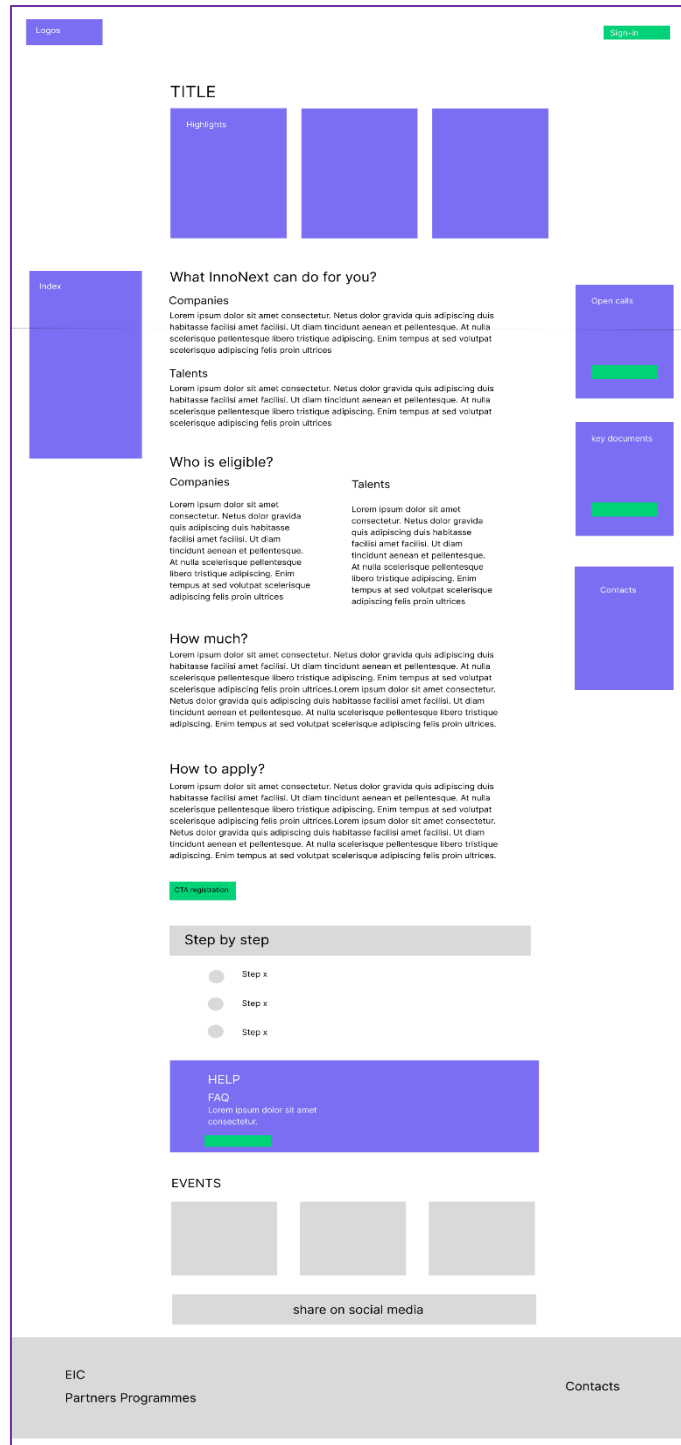 Logos
Sign-in
TITLE
Highlights
Index
What InnoNext can do for you?
Companies
Lorem ipsum dolor sit amet consectetur. Netus dolor gravida quis adipiscing duis
habitasse facilisi amet facilisi. Ut diam tincidunt aenean et pellentesque. At nulla
scelerisque pellentesque libero tristique adipiscing. Enim tempus at sed volutpat
scelerisque adipiscing felis proin ultrices
Talents
Lorem ipsum dolor sit amet consectetur. Netus dolor gravida quis adipiscing duis
habitasse facilisi amet facilisi. Ut diam tincidunt aenean et pellentesque. At nulla
scelerisque pellentesque libero tristique adipiscing. Enim tempus at sed volutpat
scelerisque adipiscing felis proin ultrices
Who is eligible?
Companies
Lorem ipsum dolor sit amet
consectetur. Netus dolor gravida
quis adipiscing duis habitasse
facilisi amet facilisi. Ut diam
tincidunt aenean et pellentesque.
At nulla scelerisque pellentesque
libero tristique adipiscing. Enim
tempus at sed volutpat scelerisque
adipiscing felis proin ultrices
Talents
Lorem ipsum dolor sit amet
consectetur. Netus dolor gravida
quis adipiscing duis habitasse
facilisi amet facilisi. Ut diam
tincidunt aenean et pellentesque.
At nulla scelerisque pellentesque
libero tristique adipiscing. Enim
tempus at sed volutpat scelerisque
adipiscing felis proin ultrices
How much?
Lorem ipsum dolor sit amet consectetur. Netus dolor gravida quis adipiscing duis
habitasse facilisi amet facilisi. Ut diam tincidunt aenean et pellentesque. At nulla
scelerisque pellentesque libero tristique adipiscing. Enim tempus at sed volutpat
scelerisque adipiscing felis proin ultrices.Lorem ipsum dolor sit amet consectetur.
Netus dolor gravida quis adipiscing duis habitasse facilisi amet facilisi. Ut diam
tincidunt aenean et pellentesque. At nulla scelerisque pellentesque libero tristique
adipiscing. Enim tempus at sed volutpat scelerisque adipiscing felis proin ultrices.
How to apply?
Lorem ipsum dolor sit amet consectetur. Netus dolor gravida quis adipiscing duis
habitasse facilisi amet facilisi. Ut diam tincidunt aenean et pellentesque. At nulla
scelerisque pellentesque libero tristique adipiscing. Enim tempus at sed volutpat
scelerisque adipiscing felis proin ultrices.Lorem ipsum dolor sit amet consectetur.
Netus dolor gravida quis adipiscing duis habitasse facilisi amet facilisi. Ut diam
tincidunt aenean et pellentesque. At nulla scelerisque pellentesque libero tristique
adipiscing. Enim tempus at sed volutpat scelerisque adipiscing felis proin ultrices.
CTA registration
Open calls
key documents
Contacts
Step by step
Step x
Step x
Step x
HELP
FAQ
Lorem ipsum dolor sit amet
consectetur.
EVENTS
share on social media
EIC
Partners Programmes
Contacts